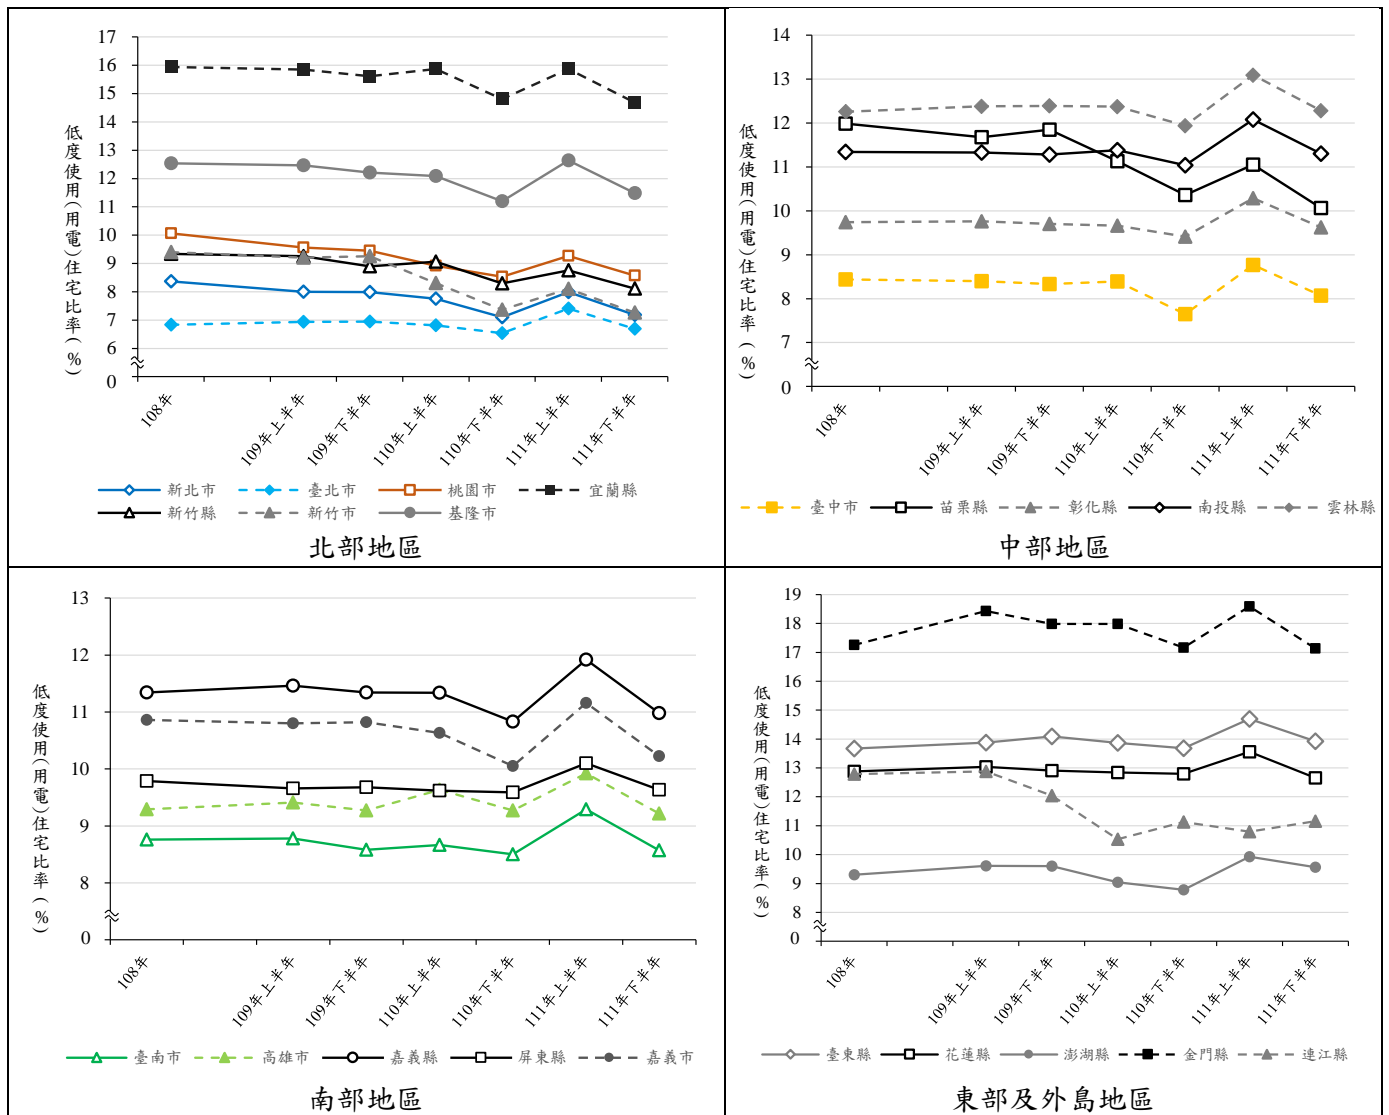 17
16
15
14
13
12
11
10
9
8
7
6
0
低度使用(用電)住宅比率(%)
108年
109年上半年
109年下半年
110年上半年
110年下半年
111年上半年
111年下半年
新北市 臺北市 桃園市 宜蘭縣
新竹縣 新竹市 基隆市
北部地區
14
13
12
11
10
9
8
7
0
低度使用(用電)住宅比率(%)
108年
109年上半年
109年下半年
110年上半年
110年下半年
111年上半年
111年下半年
臺中市 苗栗縣 彰化縣 南投縣 雲林縣
中部地區
13
12
11
10
9
8
0
低度使用(用電)住宅比率(%)
108年
109年上半年
109年下半年
110年上半年
110年下半年
111年上半年
111年下半年
臺南市 高雄市 嘉義縣 屏東縣 嘉義市
南部地區
19
18
17
16
15
14
13
12
11
10
9
8
0
低度使用(用電)住宅比率(%)
108年
109年上半年
109年下半年
110年上半年
110年下半年
111年上半年
111年下半年
臺東縣 花蓮縣 澎湖縣 金門縣 連江縣
東部及外島地區